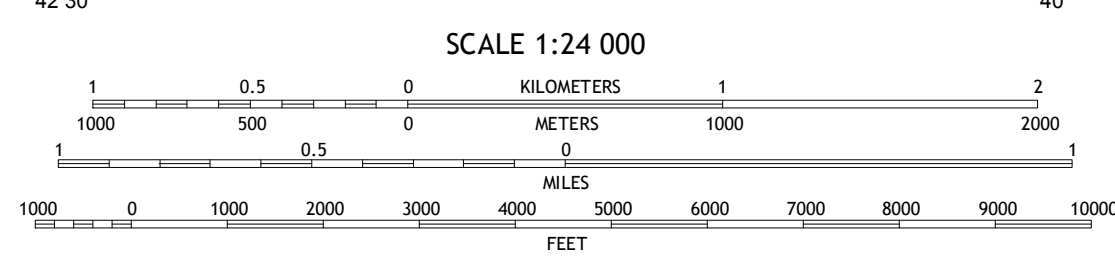 42'30" 40
SCALE 1:24 000
1 0.5 0 KILOMETERS 1 2
1000 500 0 METERS 1000 2000
1 0.5 0 1
MILES
1000 0 1000 2000 3000 4000 5000 6000 7000 8000 9000 10000
FEET